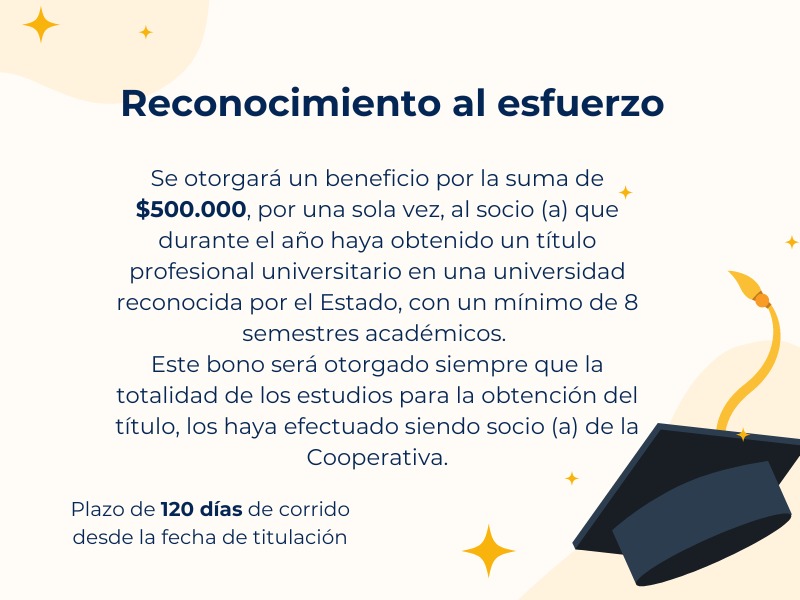 Reconocimiento al esfuerzo
Se otorgará un beneficio por la suma de
$500.000, por una sola vez, al socio (a) que
durante el año haya obtenido un título
profesional universitario en una universidad
reconocida por el Estado, con un mínimo de 8
semestres académicos.
Este bono será otorgado siempre que la
totalidad de los estudios para la obtención del
título, los haya efectuado siendo socio (a) de la
Cooperativa.
Plazo de 120 días de corrido
desde la fecha de titulación